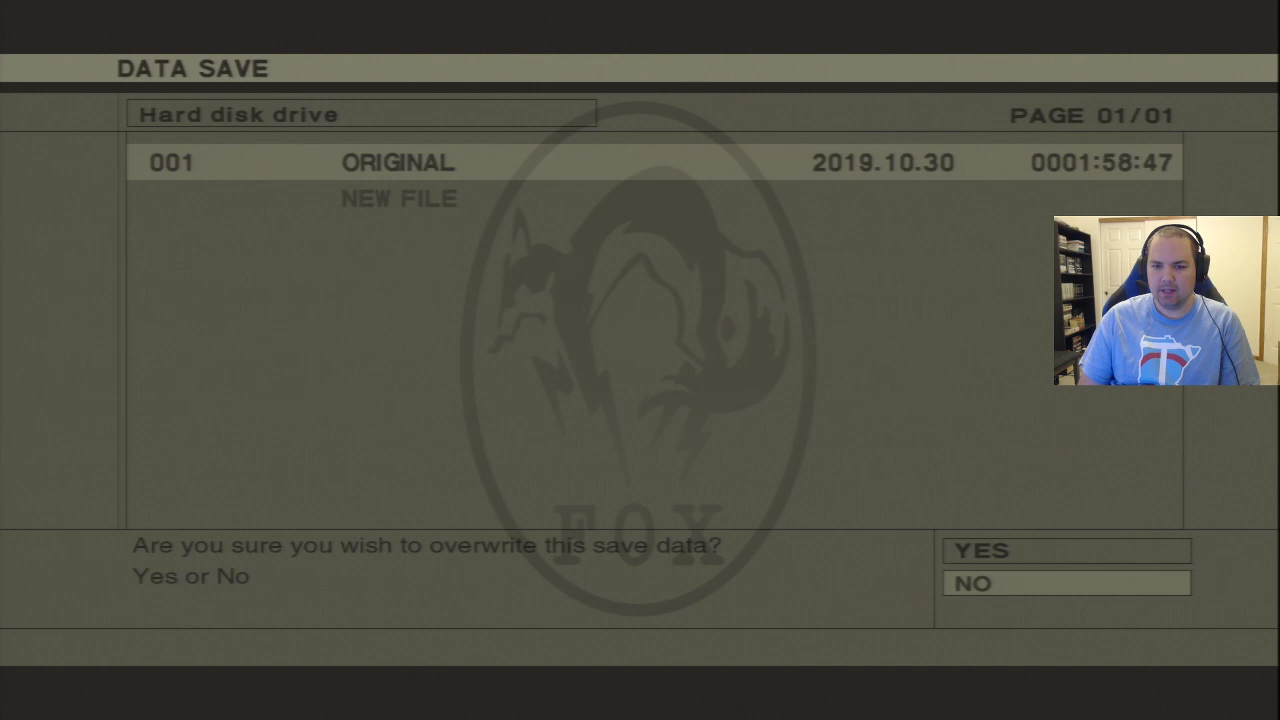 DATA SAVE
Hard disk drive
PAGE 01/01
001 ORIGINAL 2019.10.30 0001:58:47
NEW FILE
FOX
Are you sure you wish to overwrite this save data?
Yes or No
YES
NO
T